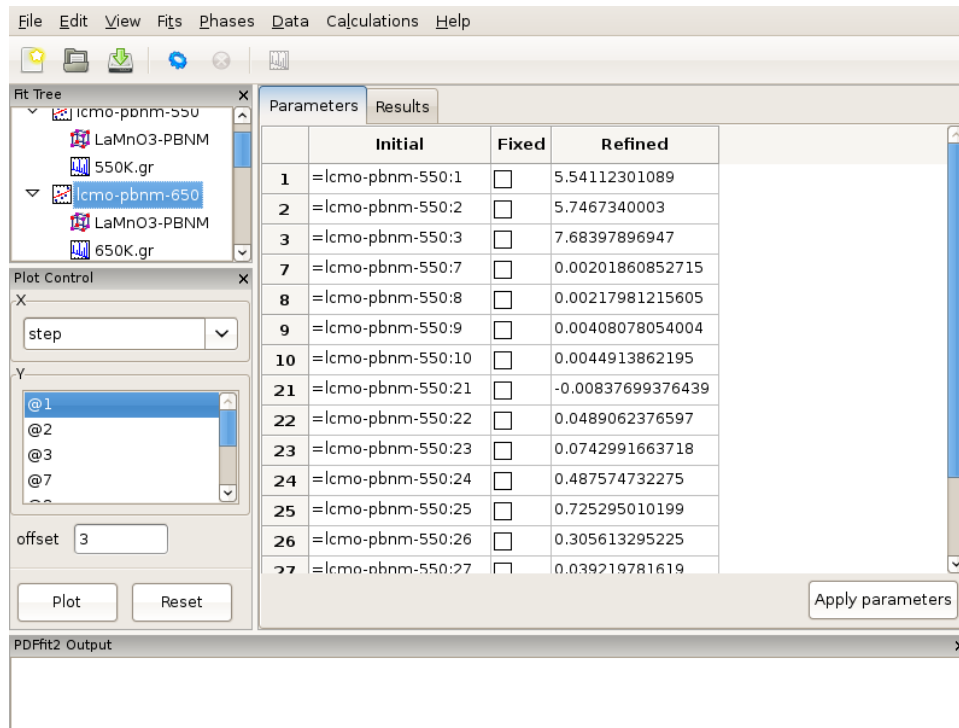 File Edit View Fits Phases Data Calculations Help
Fit Tree x
lcmo-pbnm-550
LaMnO3-PBNM
550K.gr
lcmo-pbnm-650
LaMnO3-PBNM
650K.gr
Plot Control x
X
step
Y
@1
@2
@3
@7
offset 3
Plot Reset
Parameters Results
Initial Fixed Refined
1 =lcmo-pbnm-550:1 5.54112301089
2 =lcmo-pbnm-550:2 5.7467340003
3 =lcmo-pbnm-550:3 7.68397896947
7 =lcmo-pbnm-550:7 0.00201860852715
8 =lcmo-pbnm-550:8 0.00217981215605
9 =lcmo-pbnm-550:9 0.00408078054004
10 =lcmo-pbnm-550:10 0.0044913862195
21 =lcmo-pbnm-550:21 -0.00837699376439
22 =lcmo-pbnm-550:22 0.0489062376597
23 =lcmo-pbnm-550:23 0.0742991663718
24 =lcmo-pbnm-550:24 0.487574732275
25 =lcmo-pbnm-550:25 0.725295010199
26 =lcmo-pbnm-550:26 0.305613295225
27 =lcmo-pbnm-550:27 0.039219781619
Apply parameters
PDFfit2 Output